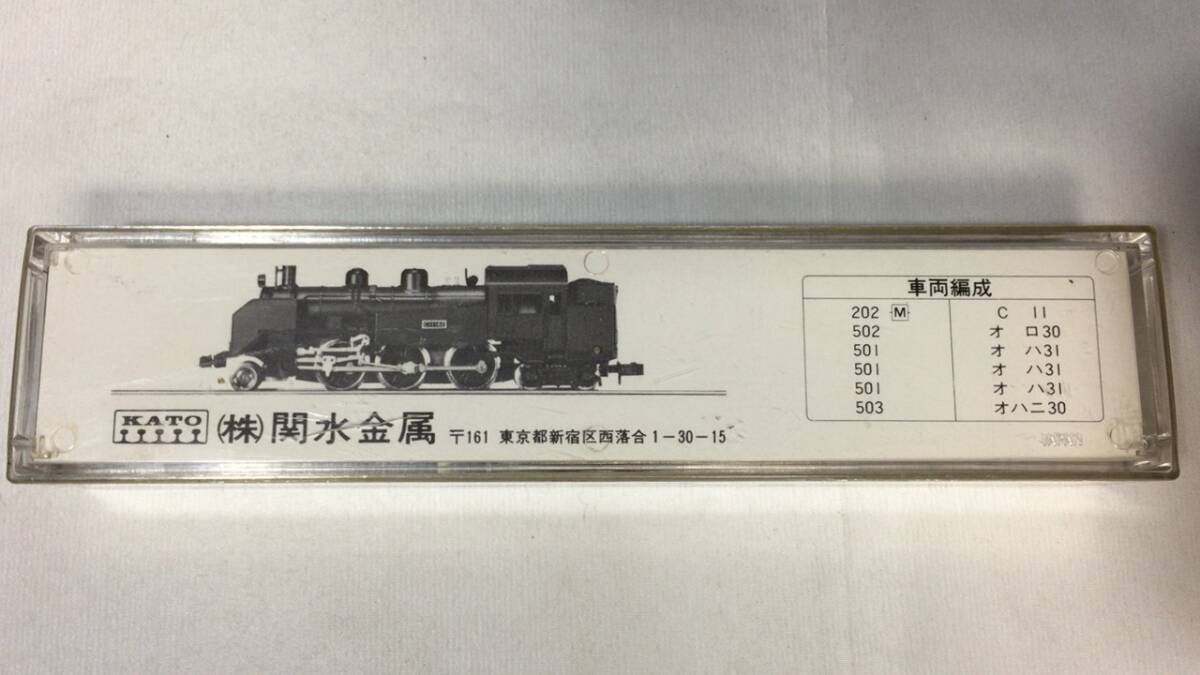 KATO
(株)関水金属 〒161 東京都新宿区西落合1-30-15
車両編成
202 M C 11
502 オロ30
501 オハ31
501 オハ31
501 オハ31
503 オハニ30
JAPAN